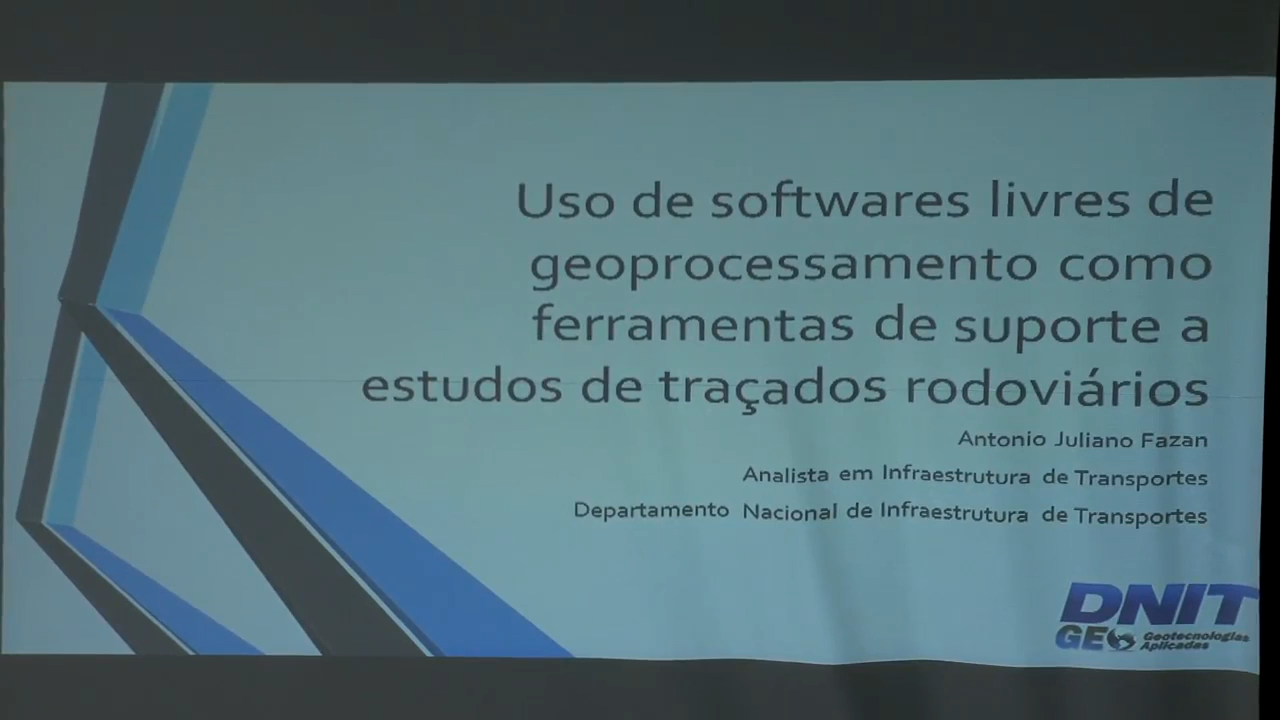 Uso de softwares livres de
geoprocessamento como
ferramentas de suporte a
estudos de traçados rodoviários
Antonio Juliano Fazan
Analista em Infraestrutura de Transportes
Departamento Nacional de Infraestrutura de Transportes
DNIT
GEO Geotecnologias
Aplicadas